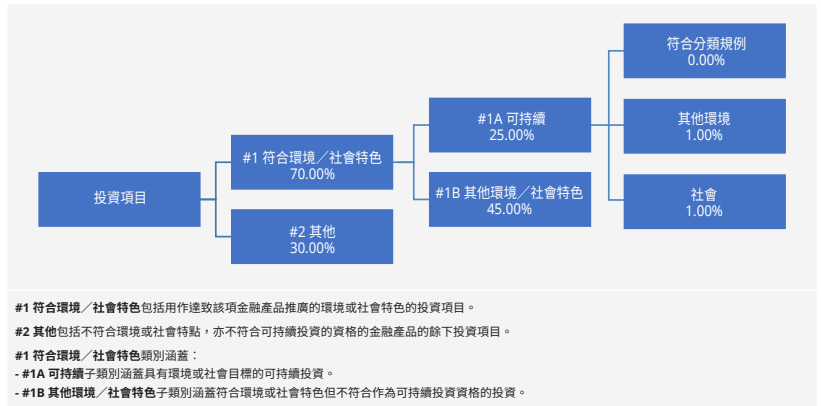 投資項目
#1 符合環境／社會特色
70.00%
#2 其他
30.00%
#1A 可持續
25.00%
#1B 其他環境／社會特色
45.00%
符合分類規例
0.00%
其他環境
1.00%
社會
1.00%
#1 符合環境／社會特色包括用作達致該項金融產品推廣的環境或社會特色的投資項目。
#2 其他包括不符合環境或社會特點，亦不符合可持續投資的資格的金融產品的餘下投資項目。
#1 符合環境／社會特色類別涵蓋：
- #1A 可持續子類別涵蓋具有環境或社會目標的可持續投資。
- #1B 其他環境／社會特色子類別涵蓋符合環境或社會特色但不符合作為可持續投資資格的投資。